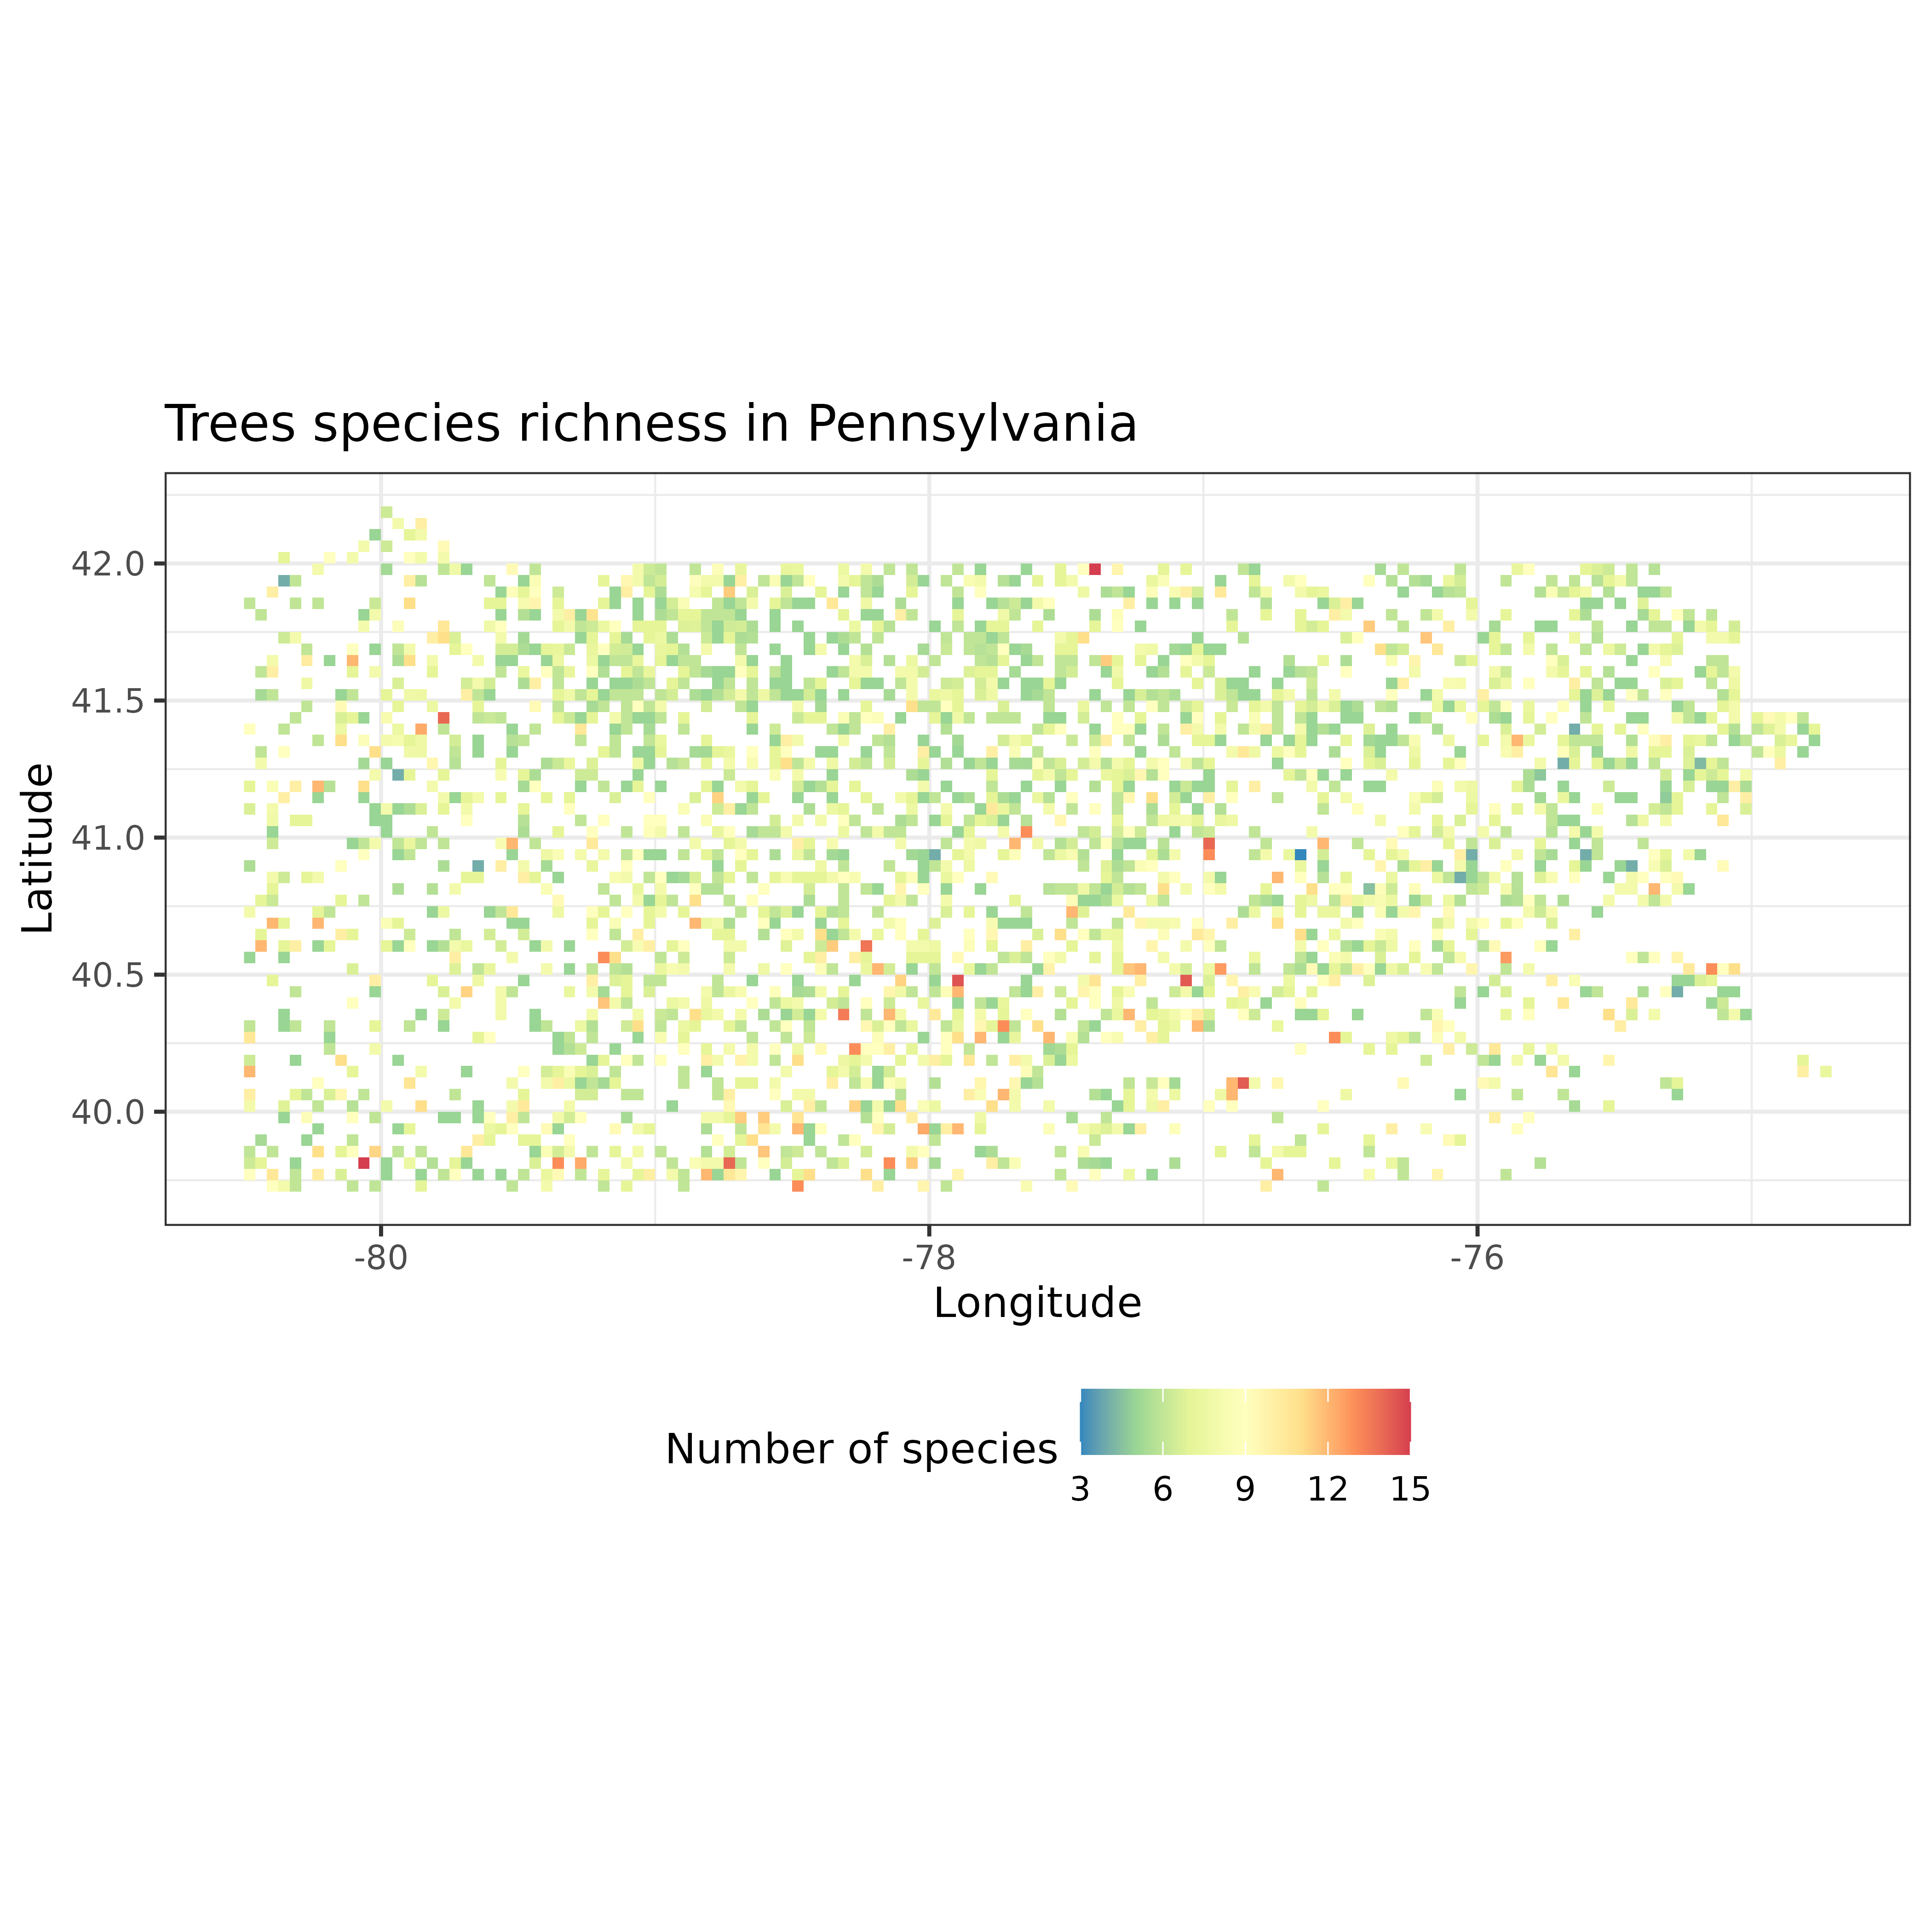 Trees species richness in Pennsylvania
42.0
41.5
41.0
40.5
40.0
Latitude
-80 -78 -76
Longitude
Number of species
3 6 9 12 15